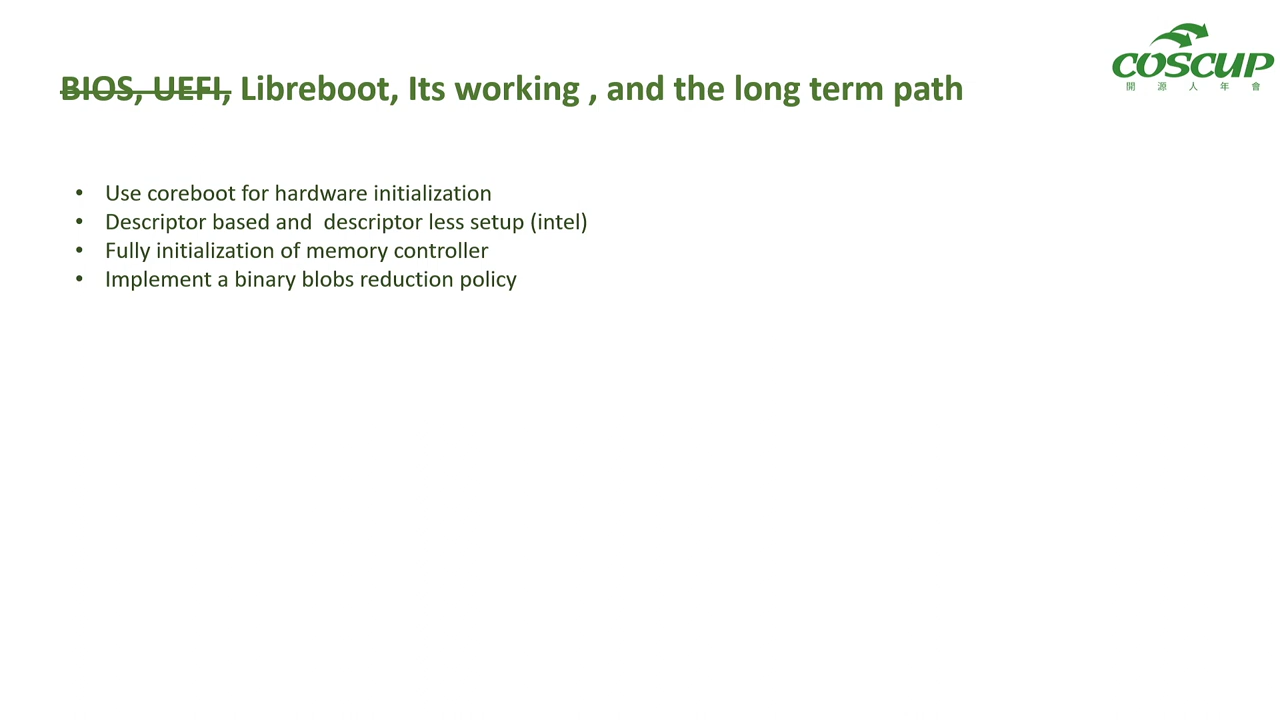 BIOS, UEFI, Libreboot, Its working , and the long term path
COSCUP
開源人年會
• Use coreboot for hardware initialization
• Descriptor based and  descriptor less setup (intel)
• Fully initialization of memory controller
• Implement a binary blobs reduction policy